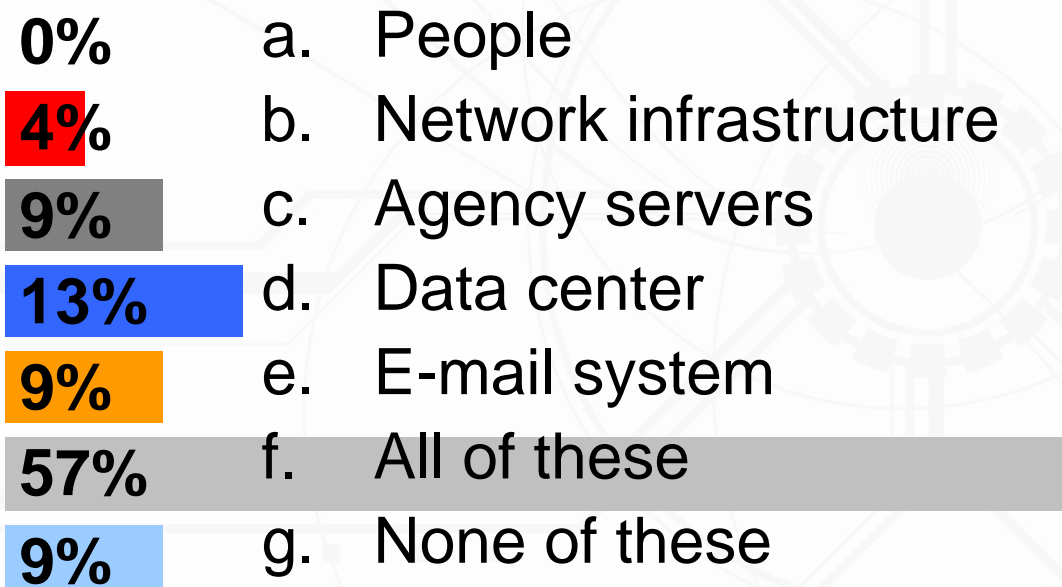 0% a. People
4% b. Network infrastructure
9% c. Agency servers
13% d. Data center
9% e. E-mail system
57% f. All of these
9% g. None of these